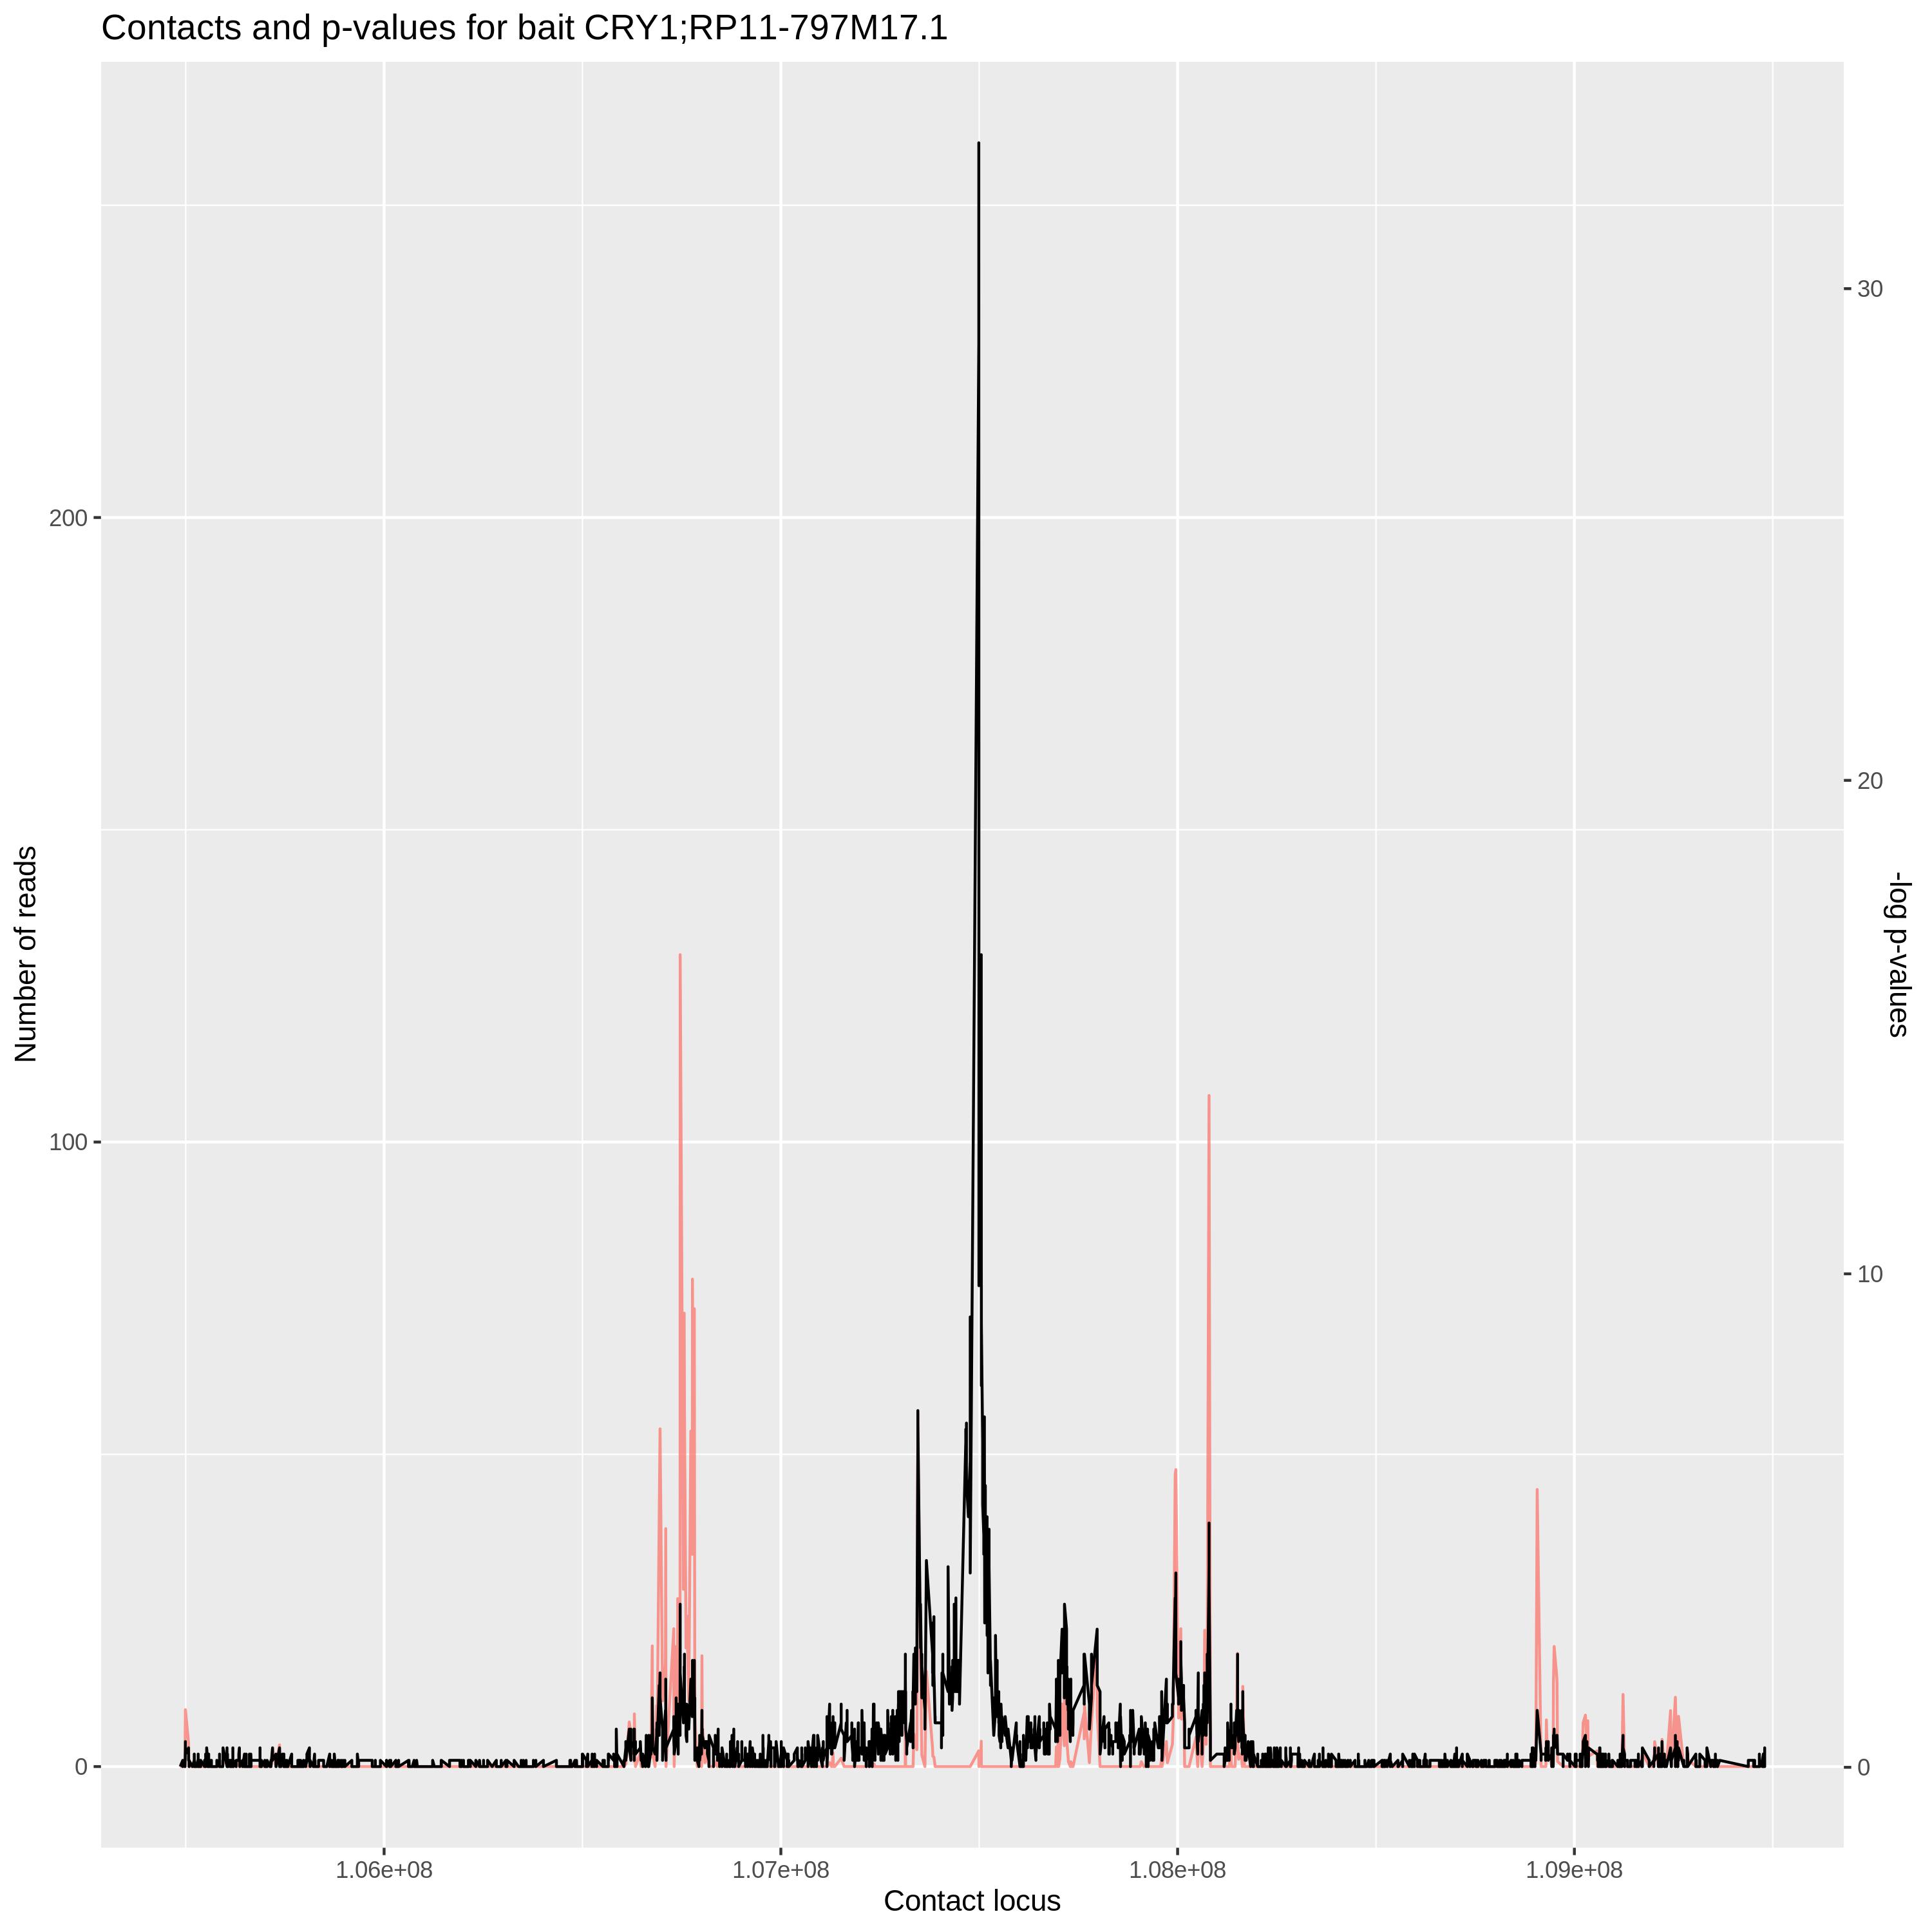 Contacts and p-values for bait CRY1;RP11-797M17.1
Number of reads
200
100
0
30
20
10
0
-log p-values
1.06e+08 1.07e+08 1.08e+08 1.09e+08
Contact locus